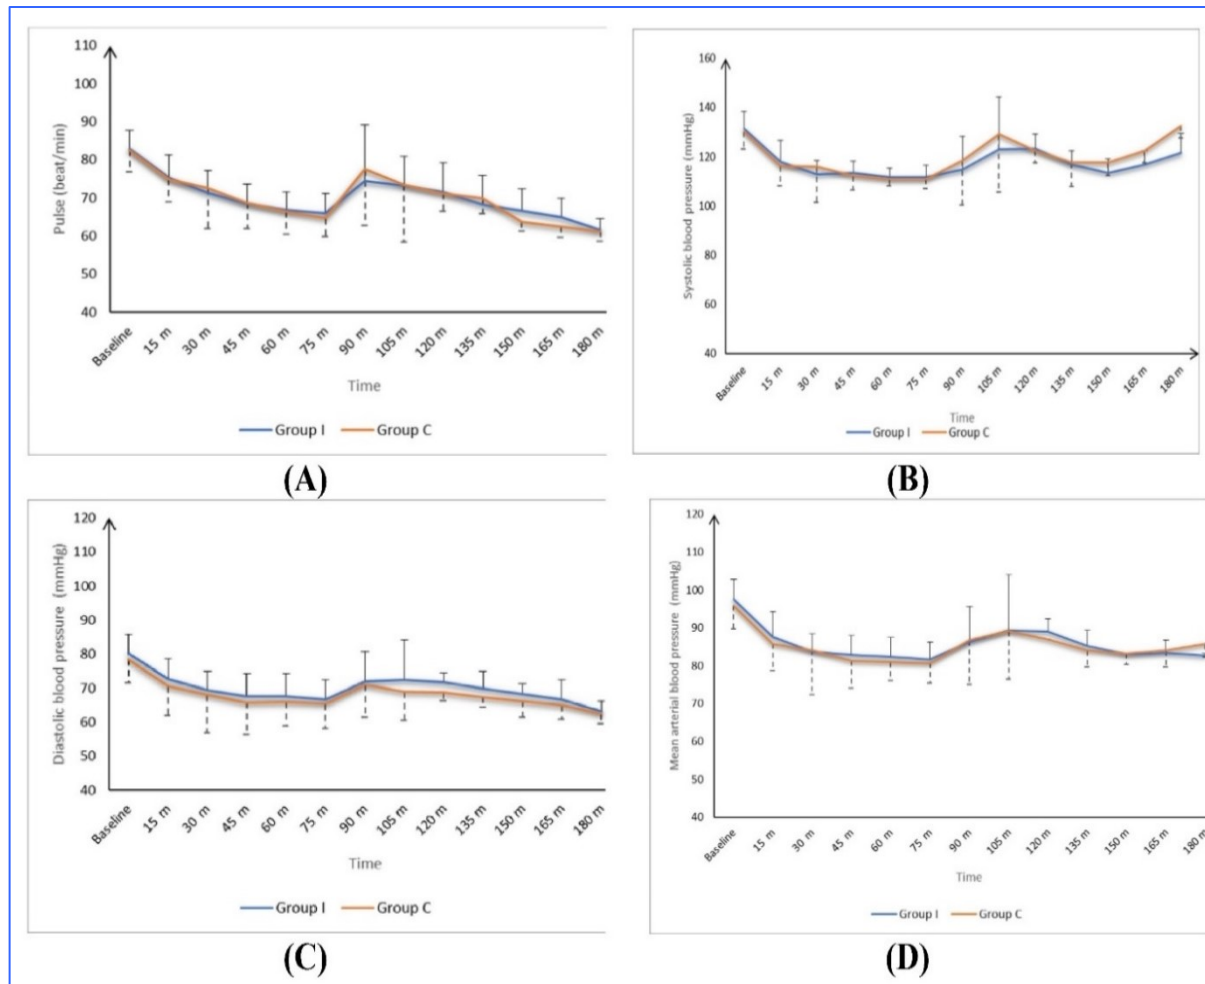 110
100
90
80
70
60
50
40
Pulse (beat/min)
Baseline 15 m 30 m 45 m 60 m 75 m 90 m 105 m 120 m 135 m 150 m 165 m 180 m
Time
Group I Group C
(A)
160
140
120
100
80
60
40
Systolic blood pressure (mmHg)
Baseline 15 m 30 m 45 m 60 m 75 m 90 m 105 m 120 m 135 m 150 m 165 m 180 m
Time
Group I Group C
(B)
120
110
100
90
80
70
60
50
40
Diastolic blood pressure (mmHg)
Baseline 15 m 30 m 45 m 60 m 75 m 90 m 105 m 120 m 135 m 150 m 165 m 180 m
Time
Group I Group C
(C)
120
110
100
90
80
70
60
50
40
Mean arterial blood pressure (mmHg)
Baseline 15 m 30 m 45 m 60 m 75 m 90 m 105 m 120 m 135 m 150 m 165 m 180 m
Time
Group I Group C
(D)